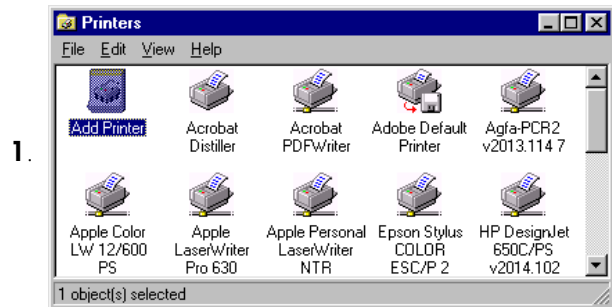 Printers
File Edit View Help
Add Printer
Acrobat
Distiller
Acrobat
PDFWriter
Adobe Default
Printer
Agfa-PCR2
v2013.114 7
1.
Apple Color
LW 12/600
PS
Apple
LaserWriter
Pro 630
Apple Personal
LaserWriter
NTR
Epson Stylus
COLOR
ESC/P 2
HP DesignJet
650C/PS
v2014.102
1 object(s) selected